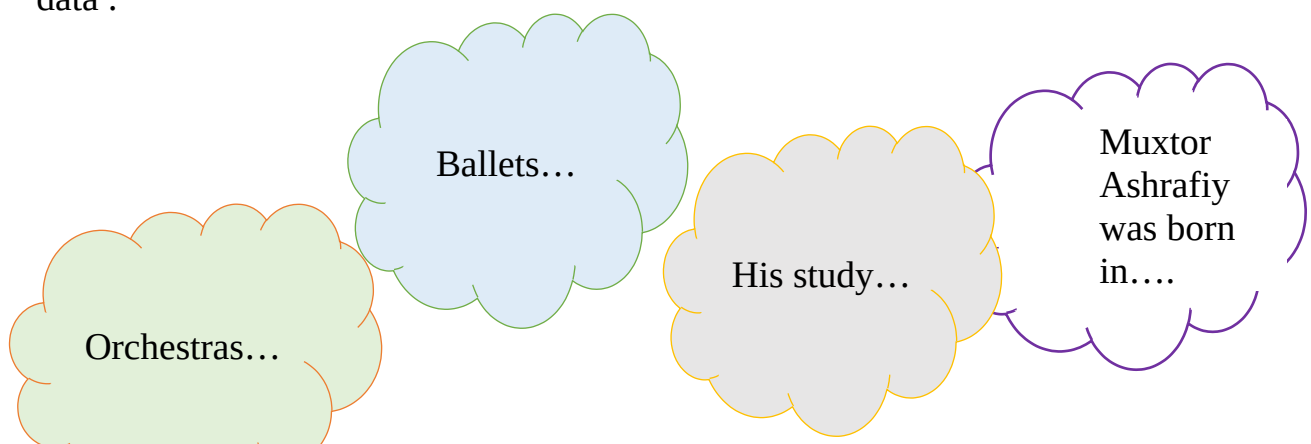 data .
Ballets…
Muxtor
Ashrafiy
was born
in….
His study…
Orchestras…